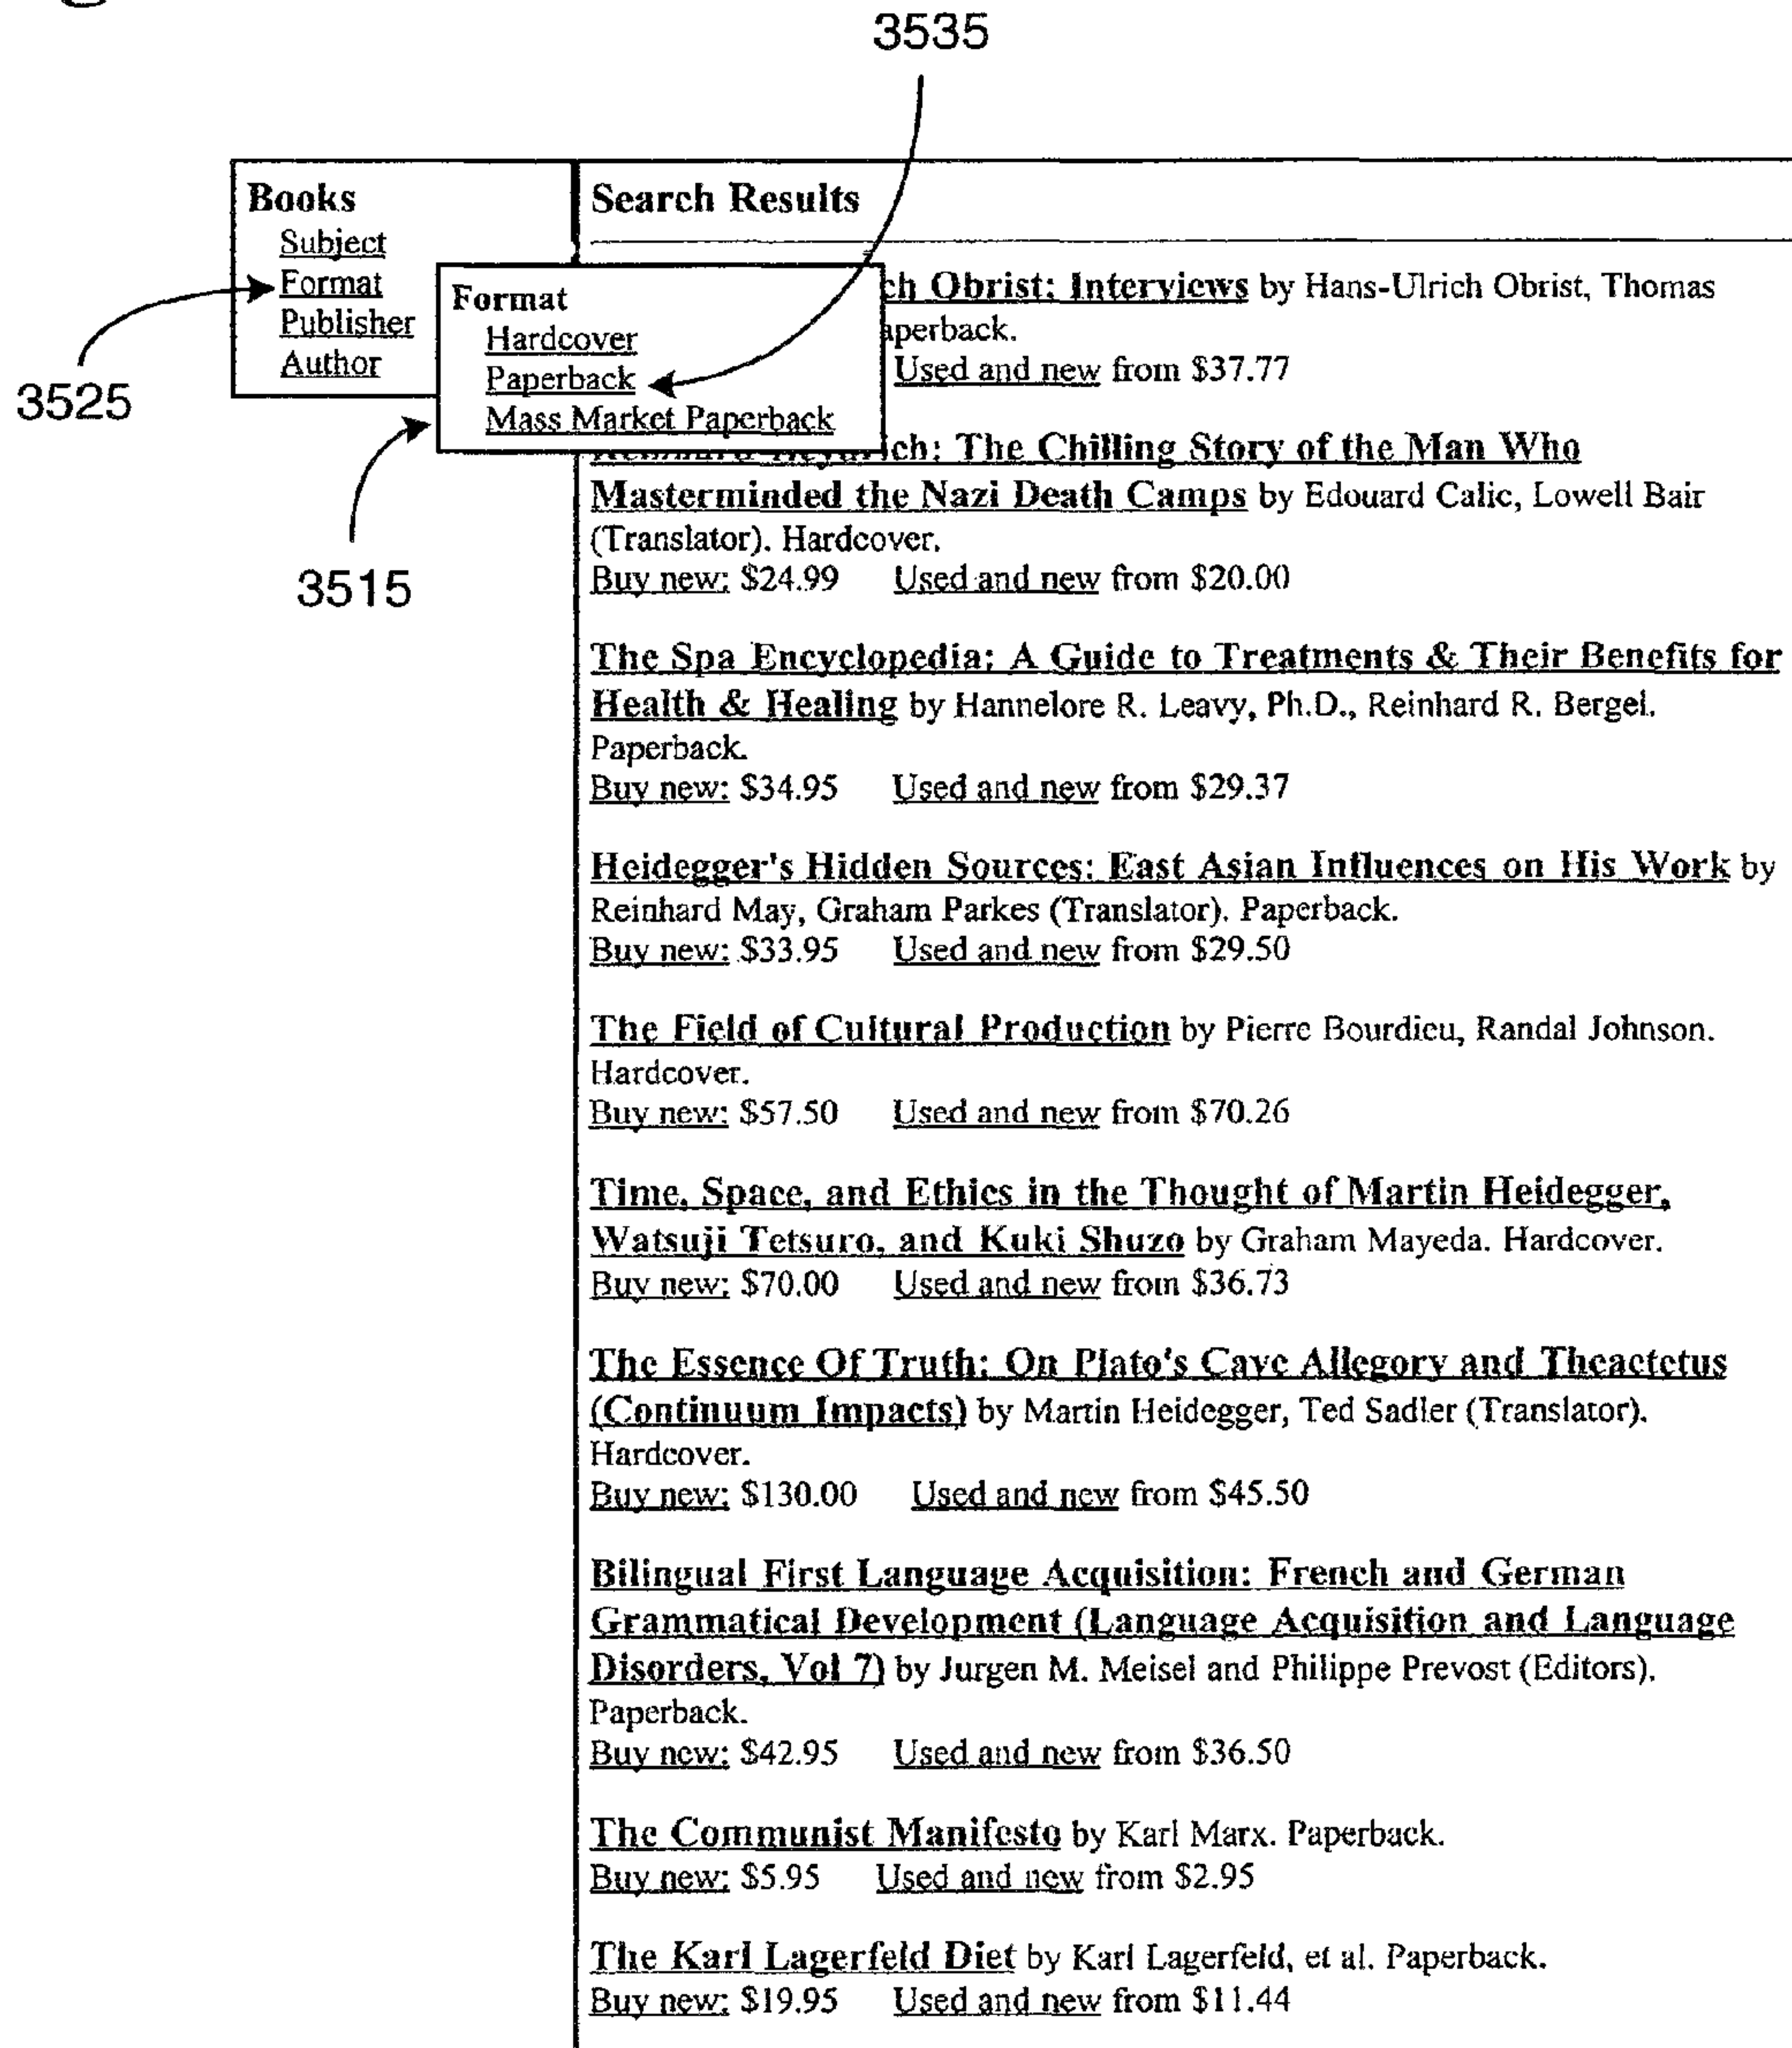 3535
Books
Subject
Format
Publisher
Author
3525
Format
Hardcover
Paperback
Mass Market Paperback
3515
Search Results
ch Obrist: Interviews by Hans-Ulrich Obrist, Thomas
aperback.
Used and new from $37.77
ich: The Chilling Story of the Man Who
Masterminded the Nazi Death Camps by Edouard Calic, Lowell Bair
(Translator). Hardcover.
Buy new: $24.99 Used and new from $20.00
The Spa Encyclopedia: A Guide to Treatments & Their Benefits for
Health & Healing by Hannelore R. Leavy, Ph.D., Reinhard R. Bergel.
Paperback.
Buy new: $34.95 Used and new from $29.37
Heidegger's Hidden Sources: East Asian Influences on His Work by
Reinhard May, Graham Parkes (Translator). Paperback.
Buy new: $33.95 Used and new from $29.50
The Field of Cultural Production by Pierre Bourdieu, Randal Johnson.
Hardcover.
Buy new: $57.50 Used and new from $70.26
Time, Space, and Ethics in the Thought of Martin Heidegger,
Watsuji Tetsuro, and Kuki Shuzo by Graham Mayeda. Hardcover.
Buy new: $70.00 Used and new from $36.73
The Essence Of Truth: On Plato's Cave Allegory and Theaetetus
(Continuum Impacts) by Martin Heidegger, Ted Sadler (Translator).
Hardcover.
Buy new: $130.00 Used and new from $45.50
Bilingual First Language Acquisition: French and German
Grammatical Development (Language Acquisition and Language
Disorders, Vol 7) by Jurgen M. Meisel and Philippe Prevost (Editors).
Paperback.
Buy new: $42.95 Used and new from $36.50
The Communist Manifesto by Karl Marx. Paperback.
Buy new: $5.95 Used and new from $2.95
The Karl Lagerfeld Diet by Karl Lagerfeld, et al. Paperback.
Buy new: $19.95 Used and new from $11.44